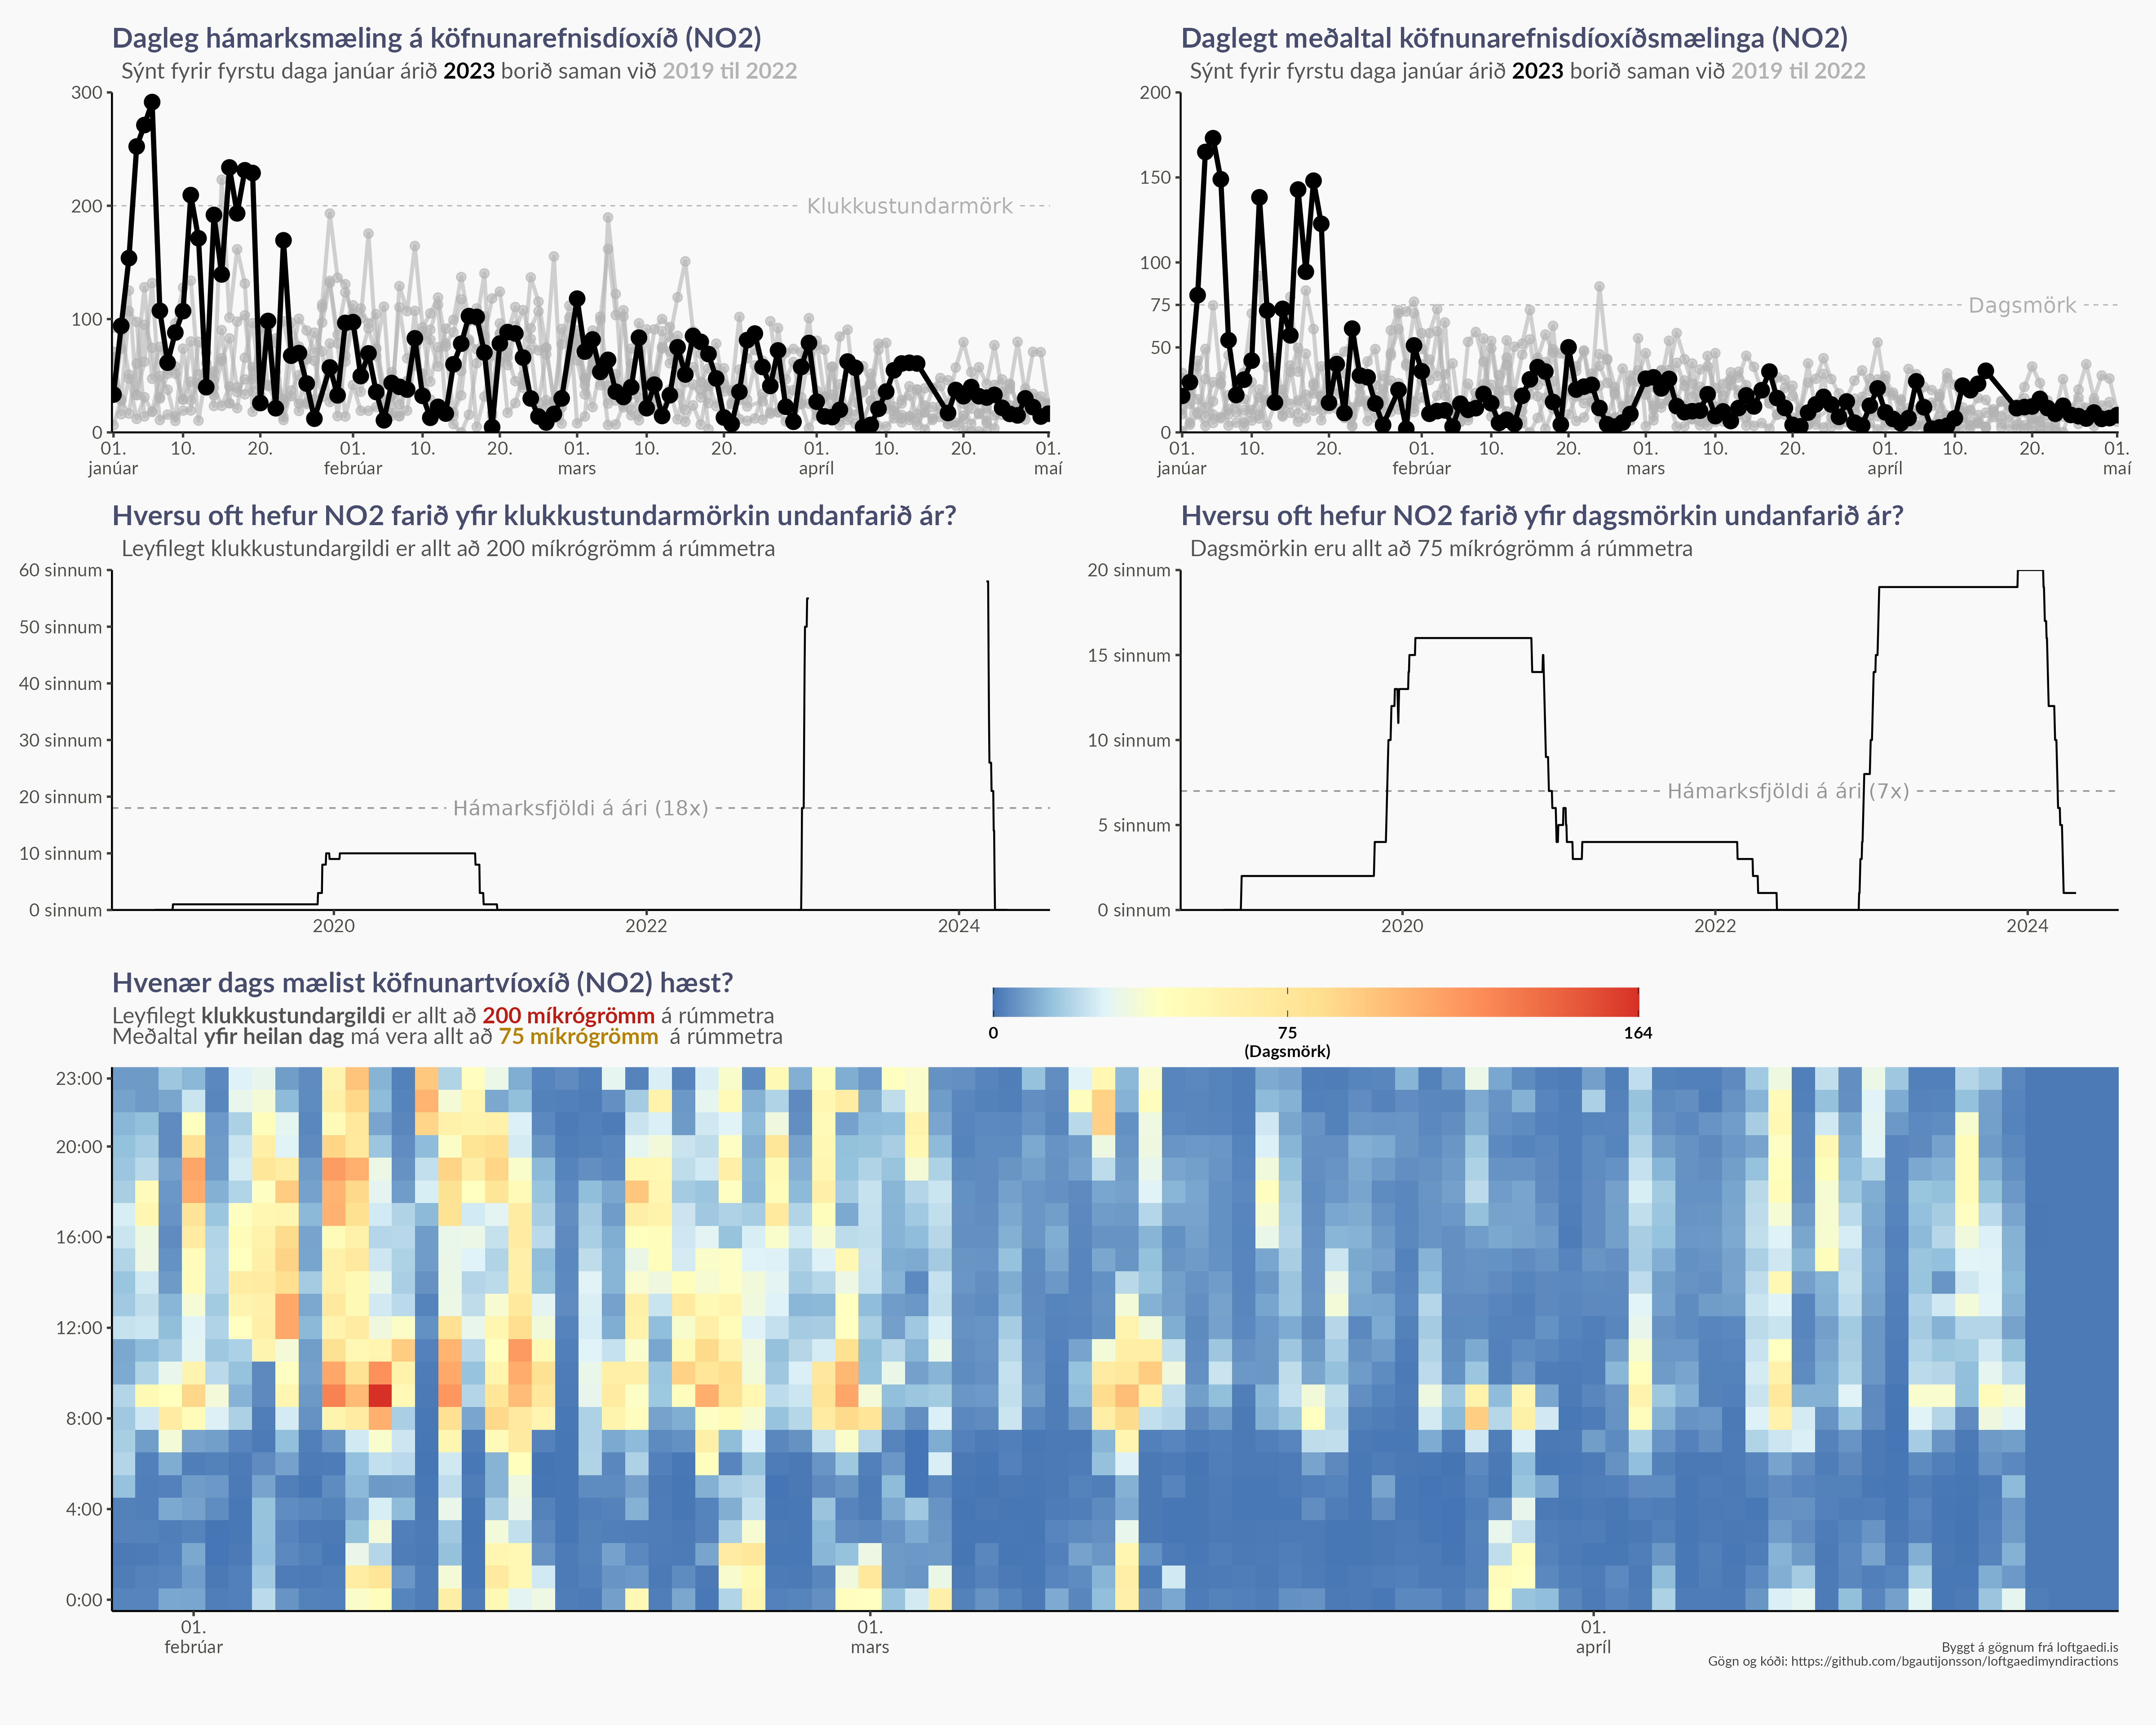 Dagleg hámarksmæling á köfnunarefnisdíoxíð (NO2)
Sýnt fyrir fyrstu daga janúar árið 2023 borið saman við 2019 til 2022
300
200
100
0
Klukkustundarmörk
01. 10. 20. 01. 10. 20. 01. 10. 20. 01. 10. 20. 01.
janúar febrúar mars apríl maí
Daglegt meðaltal köfnunarefnisdíoxíðsmælinga (NO2)
Sýnt fyrir fyrstu daga janúar árið 2023 borið saman við 2019 til 2022
200
150
100
75
50
0
Dagsmörk
01. 10. 20. 01. 10. 20. 01. 10. 20. 01. 10. 20. 01.
janúar febrúar mars apríl maí
Hversu oft hefur NO2 farið yfir klukkustundarmörkin undanfarið ár?
Leyfilegt klukkustundargildi er allt að 200 míkrógrömm á rúmmetra
60 sinnum
50 sinnum
40 sinnum
30 sinnum
20 sinnum
10 sinnum
0 sinnum
Hámarksfjöldi á ári (18x)
2020 2022 2024
Hversu oft hefur NO2 farið yfir dagsmörkin undanfarið ár?
Dagsmörkin eru allt að 75 míkrógrömm á rúmmetra
20 sinnum
15 sinnum
10 sinnum
5 sinnum
0 sinnum
Hámarksfjöldi á ári (7x)
2020 2022 2024
Hvenær dags mælist köfnunartvíoxíð (NO2) hæst?
Leyfilegt klukkustundargildi er allt að 200 míkrógrömm á rúmmetra
Meðaltal yfir heilan dag má vera allt að 75 míkrógrömm á rúmmetra
0 75 164
(Dagsmörk)
23:00
20:00
16:00
12:00
8:00
4:00
0:00
01. 01. 01.
febrúar mars apríl
Byggt á gögnum frá loftgaedi.is
Gögn og kóði: https://github.com/bgautijonsson/loftgaedimyndiractions